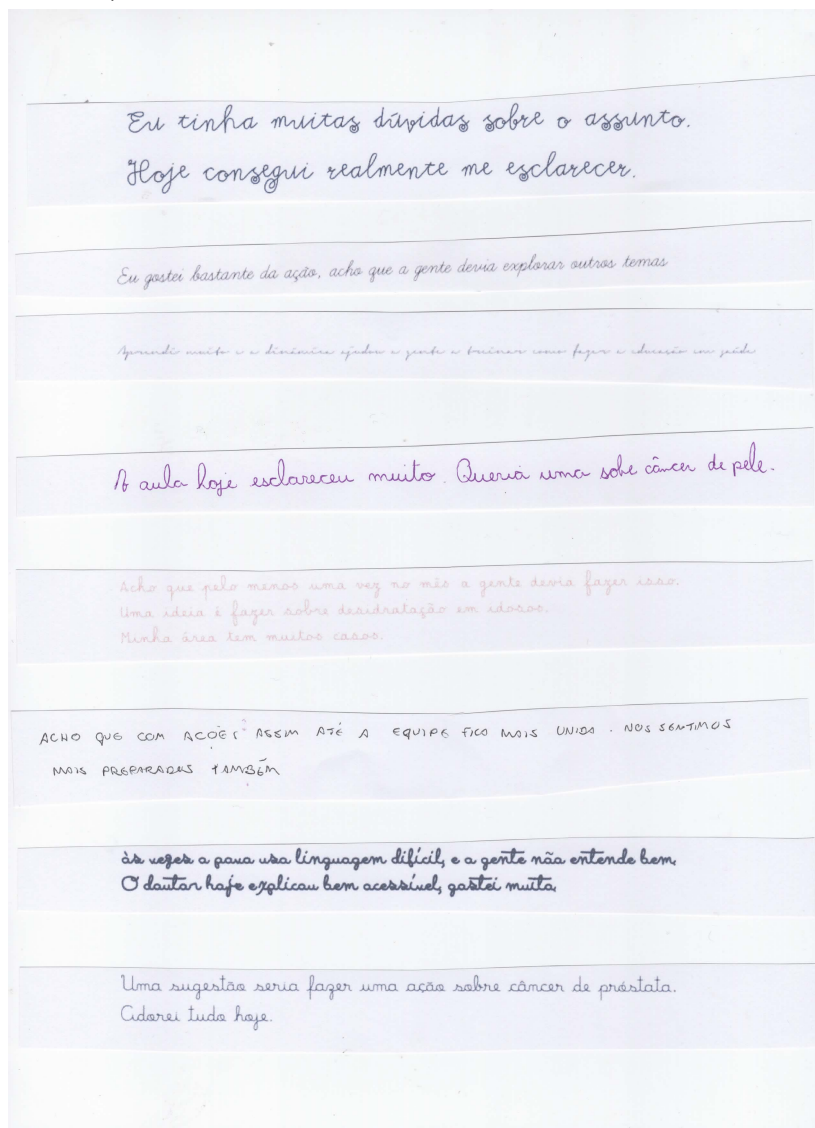 Eu tinha muitas dúvidas sobre o assunto.
Hoje consegui realmente me esclarecer.
Eu gostei bastante da ação, acho que a gente devia explorar outros temas
Aprendi muito e a dinâmica ajudou a gente a treinar como fazer a educação em saúde
A aula hoje esclareceu muito. Queria uma sobe câncer de pele.
Acho que pelo menos uma vez no mês a gente devia fazer isso.
Uma ideia é fazer sobre desidratação em idosos.
Minha área tem muitos casos.
ACHO QUE COM ACÕES ASSIM ATÉ A EQUIPE FICA MAIS UNIDA. NOS SENTIMOS
MAIS PREPARADAS TAMBÉM
às vezes a povo usa linguagem difícil, e a gente não entende bem.
O doutor hoje explicou bem acessível, gostei muito.
Uma sugestão seria fazer uma ação sobre câncer de próstata.
Adorei tudo hoje.